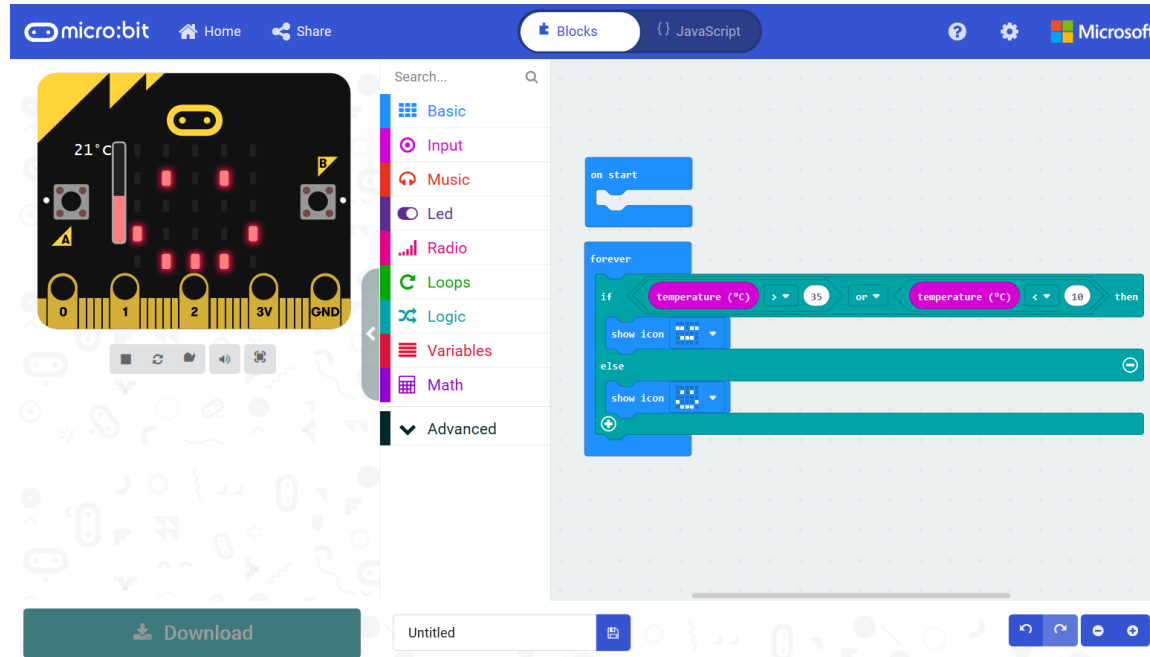 micro:bit Home Share Blocks {} JavaScript ? Microsoft
Search...
Basic
21°C
Input
B
Music
on start
Led
A
Radio
forever
Loops
if temperature (°C) > 35 or temperature (°C) < 10 then
0 1 2 3V GND
Logic
show icon
Variables
else
Math
show icon
Advanced
Download
Untitled